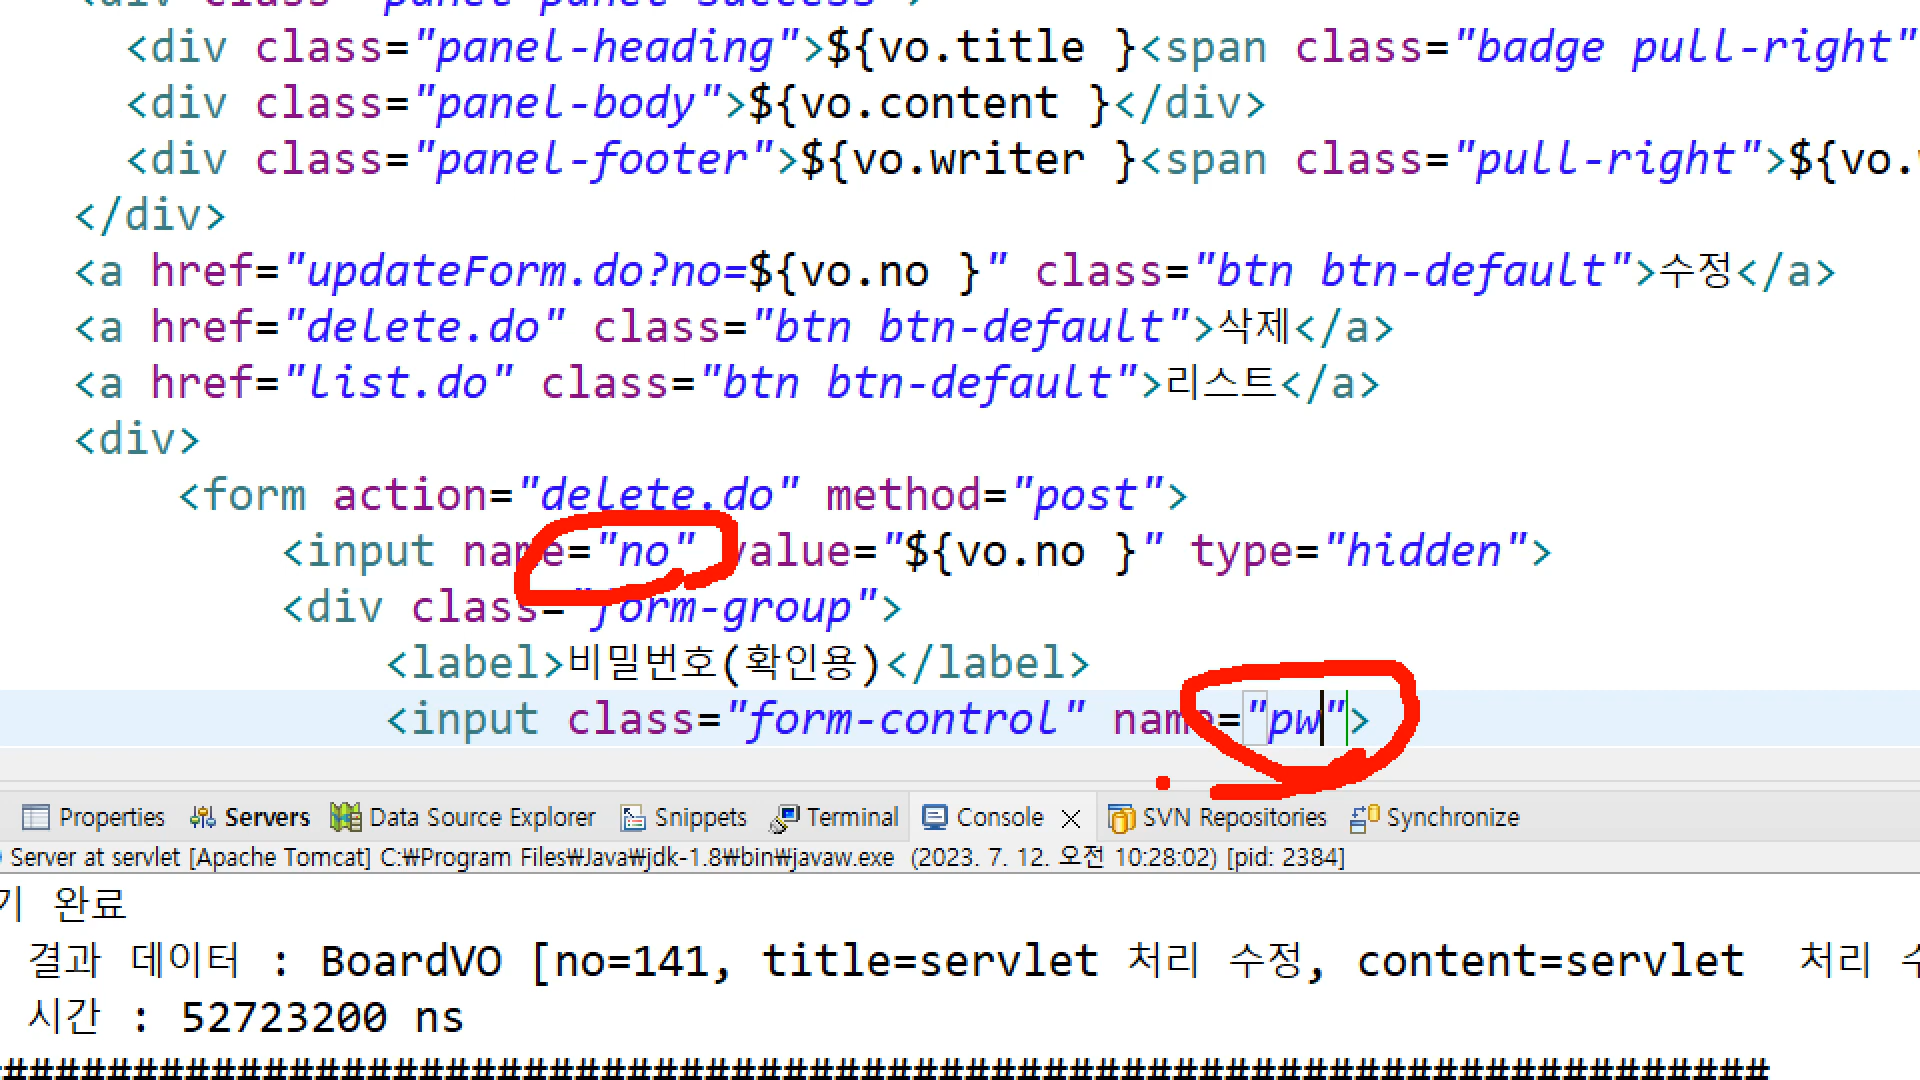 <div class="panel panel-success">
<div class="panel-heading">${vo.title }<span class="badge pull-right"
<div class="panel-body">${vo.content }</div>
<div class="panel-footer">${vo.writer }<span class="pull-right">${vo.
</div>
<a href="updateForm.do?no=${vo.no }" class="btn btn-default">수정</a>
<a href="delete.do" class="btn btn-default">삭제</a>
<a href="list.do" class="btn btn-default">리스트</a>
<div>
<form action="delete.do" method="post">
<input name="no" value="${vo.no }" type="hidden">
<div class="form-group">
<label>비밀번호(확인용)</label>
<input class="form-control" name="pw">
Properties Servers Data Source Explorer Snippets Terminal Console SVN Repositories Synchronize
Server at servlet [Apache Tomcat] C:₩Program Files₩Java₩jdk-1.8₩bin₩javaw.exe (2023. 7. 12. 오전 10:28:02) [pid: 2384]
기 완료
결과 데이터 : BoardVO [no=141, title=servlet 처리 수정, content=servlet 처리 수
시간 : 52723200 ns
####################################################################